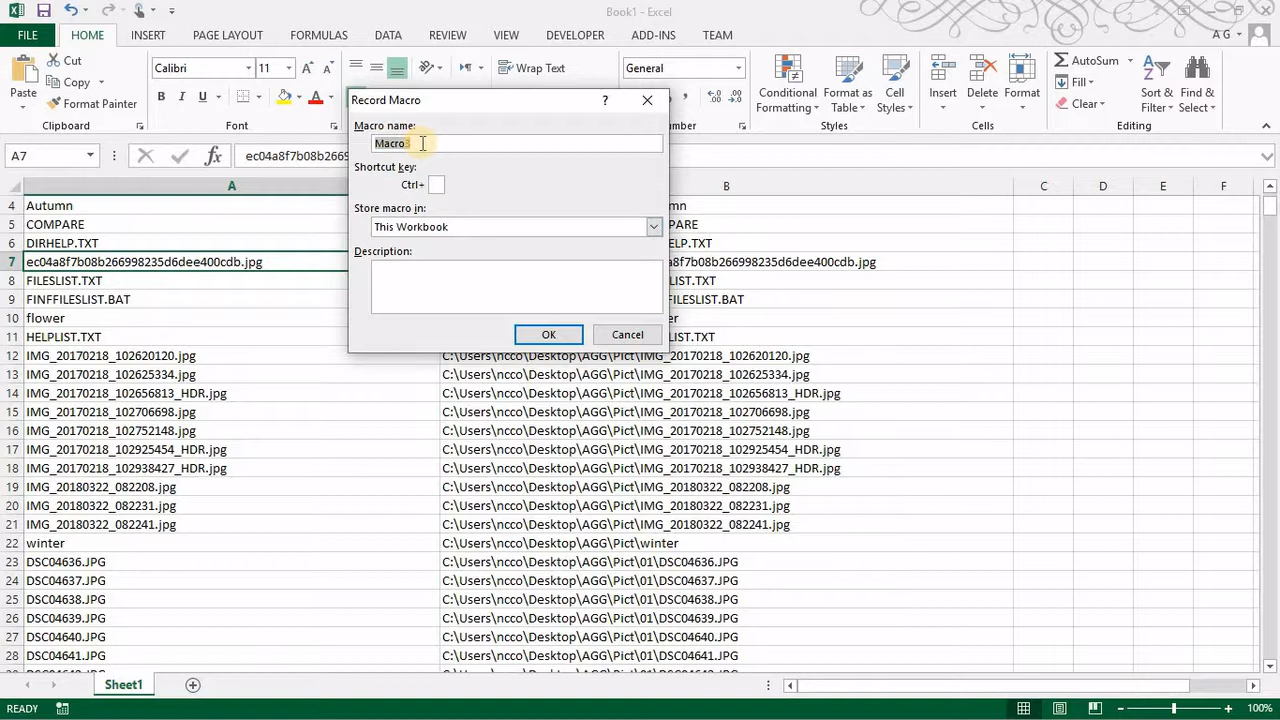 Book1 - Excel
FILE HOME INSERT PAGE LAYOUT FORMULAS DATA REVIEW VIEW DEVELOPER ADD-INS TEAM A G
Paste
Cut
Copy
Format Painter
Clipboard
Calibri 11
B I U
Font
Wrap Text
General
Conditional Formatting
Format as Table
Cell Styles
Styles
Insert
Delete
Format
Cells
AutoSum
Fill
Clear
Sort & Filter
Find & Select
Editing
Record Macro ?
Macro name:
Macro3
Shortcut key:
Ctrl+
Store macro in:
This Workbook
Description:
OK Cancel
A7 fx ec04a8f7b08b2669
A B C D E F
4 Autumn
5 COMPARE
6 DIRHELP.TXT
7 ec04a8f7b08b266998235d6dee400cdb.jpg
8 FILESLIST.TXT
9 FINFFILESLIST.BAT
10 flower
11 HELPLIST.TXT
12 IMG_20170218_102620120.jpg C:\Users\ncco\Desktop\AGG\Pict\IMG_20170218_102620120.jpg
13 IMG_20170218_102625334.jpg C:\Users\ncco\Desktop\AGG\Pict\IMG_20170218_102625334.jpg
14 IMG_20170218_102656813_HDR.jpg C:\Users\ncco\Desktop\AGG\Pict\IMG_20170218_102656813_HDR.jpg
15 IMG_20170218_102706698.jpg C:\Users\ncco\Desktop\AGG\Pict\IMG_20170218_102706698.jpg
16 IMG_20170218_102752148.jpg C:\Users\ncco\Desktop\AGG\Pict\IMG_20170218_102752148.jpg
17 IMG_20170218_102925454_HDR.jpg C:\Users\ncco\Desktop\AGG\Pict\IMG_20170218_102925454_HDR.jpg
18 IMG_20170218_102938427_HDR.jpg C:\Users\ncco\Desktop\AGG\Pict\IMG_20170218_102938427_HDR.jpg
19 IMG_20180322_082208.jpg C:\Users\ncco\Desktop\AGG\Pict\IMG_20180322_082208.jpg
20 IMG_20180322_082231.jpg C:\Users\ncco\Desktop\AGG\Pict\IMG_20180322_082231.jpg
21 IMG_20180322_082241.jpg C:\Users\ncco\Desktop\AGG\Pict\IMG_20180322_082241.jpg
22 winter C:\Users\ncco\Desktop\AGG\Pict\winter
23 DSC04636.JPG C:\Users\ncco\Desktop\AGG\Pict\01\DSC04636.JPG
24 DSC04637.JPG C:\Users\ncco\Desktop\AGG\Pict\01\DSC04637.JPG
25 DSC04638.JPG C:\Users\ncco\Desktop\AGG\Pict\01\DSC04638.JPG
26 DSC04639.JPG C:\Users\ncco\Desktop\AGG\Pict\01\DSC04639.JPG
27 DSC04640.JPG C:\Users\ncco\Desktop\AGG\Pict\01\DSC04640.JPG
28 DSC04641.JPG C:\Users\ncco\Desktop\AGG\Pict\01\DSC04641.JPG
Sheet1
READY 100%